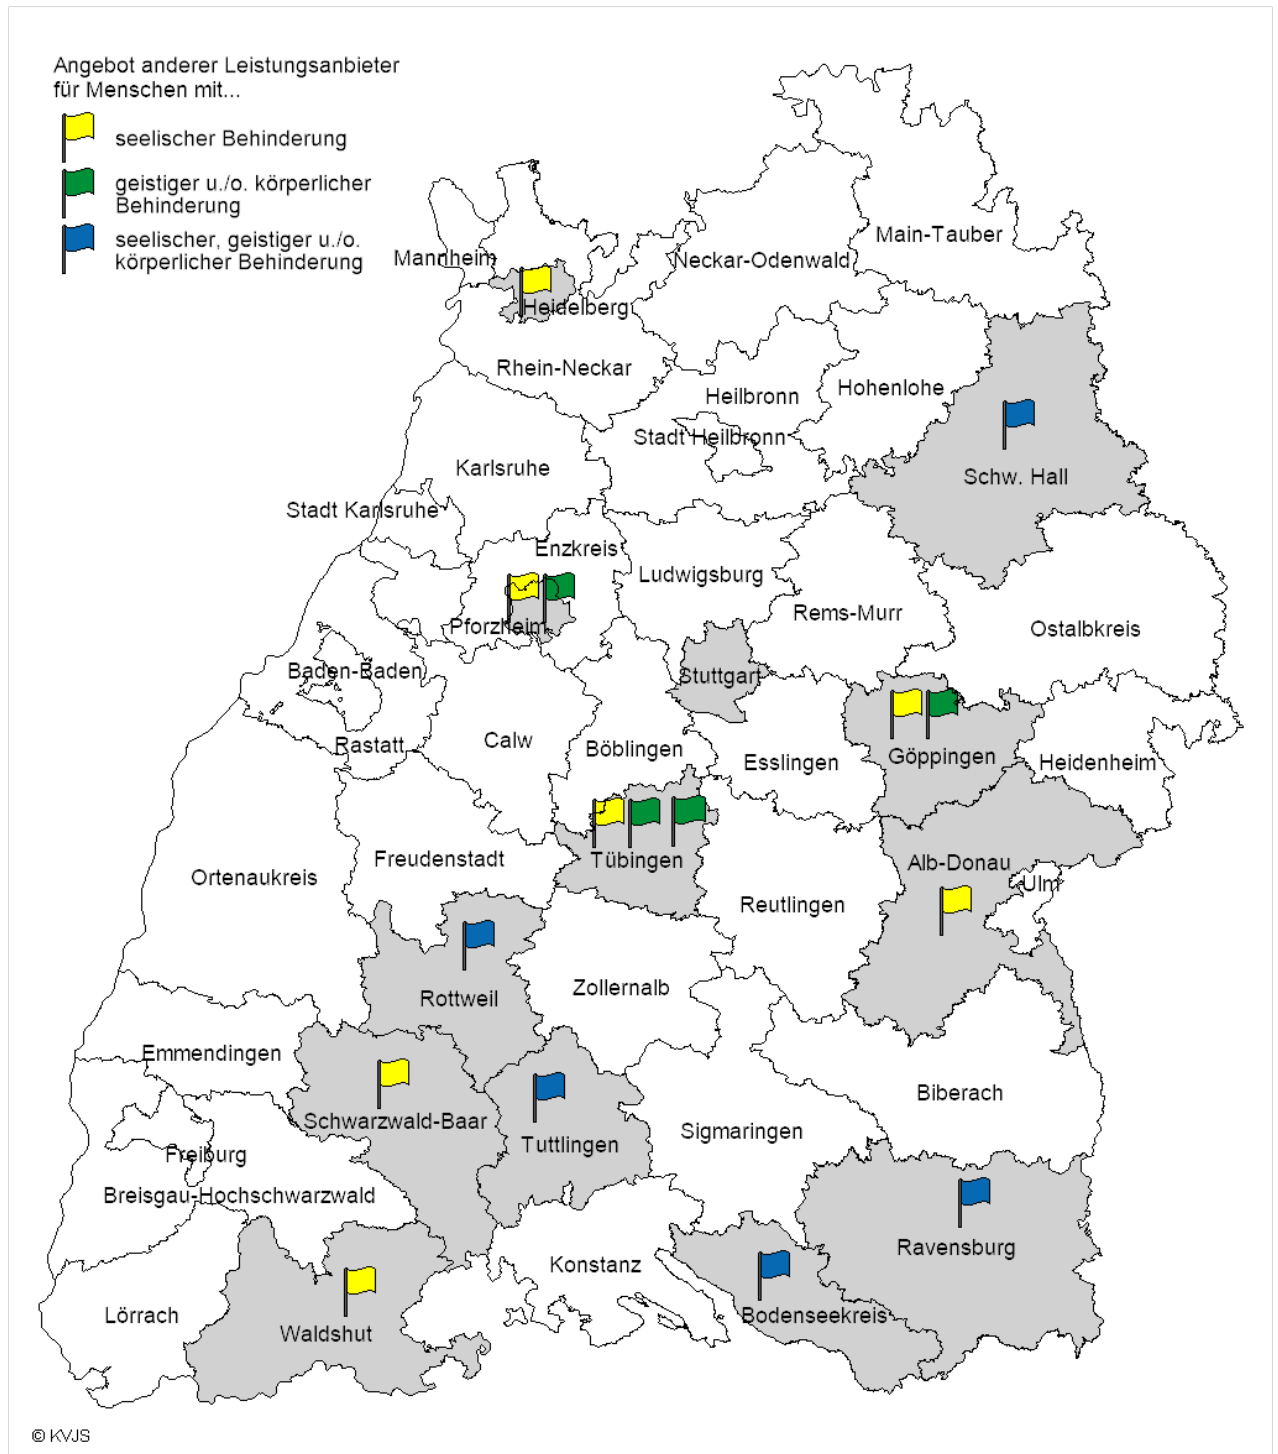 Angebot anderer Leistungsanbieter
für Menschen mit...
seelischer Behinderung
geistiger u./o. körperlicher
Behinderung
seelischer, geistiger u./o.
körperlicher Behinderung
Main-Tauber
Mannheim
Neckar-Odenwald
Heidelberg
Rhein-Neckar
Hohenlohe
Heilbronn
Stadt Heilbronn
Karlsruhe
Schw. Hall
Stadt Karlsruhe
Enzkreis
Ludwigsburg
Rems-Murr
Pforzheim
Ostalbkreis
Baden-Baden
Stuttgart
Rastatt
Calw
Böblingen
Esslingen
Göppingen
Heidenheim
Freudenstadt
Tübingen
Alb-Donau
Ortenaukreis
Ulm
Reutlingen
Rottweil
Zollernalb
Emmendingen
Biberach
Schwarzwald-Baar
Sigmaringen
Tuttlingen
Freiburg
Breisgau-Hochschwarzwald
Ravensburg
Konstanz
Lörrach
Bodenseekreis
Waldshut
© KVJS